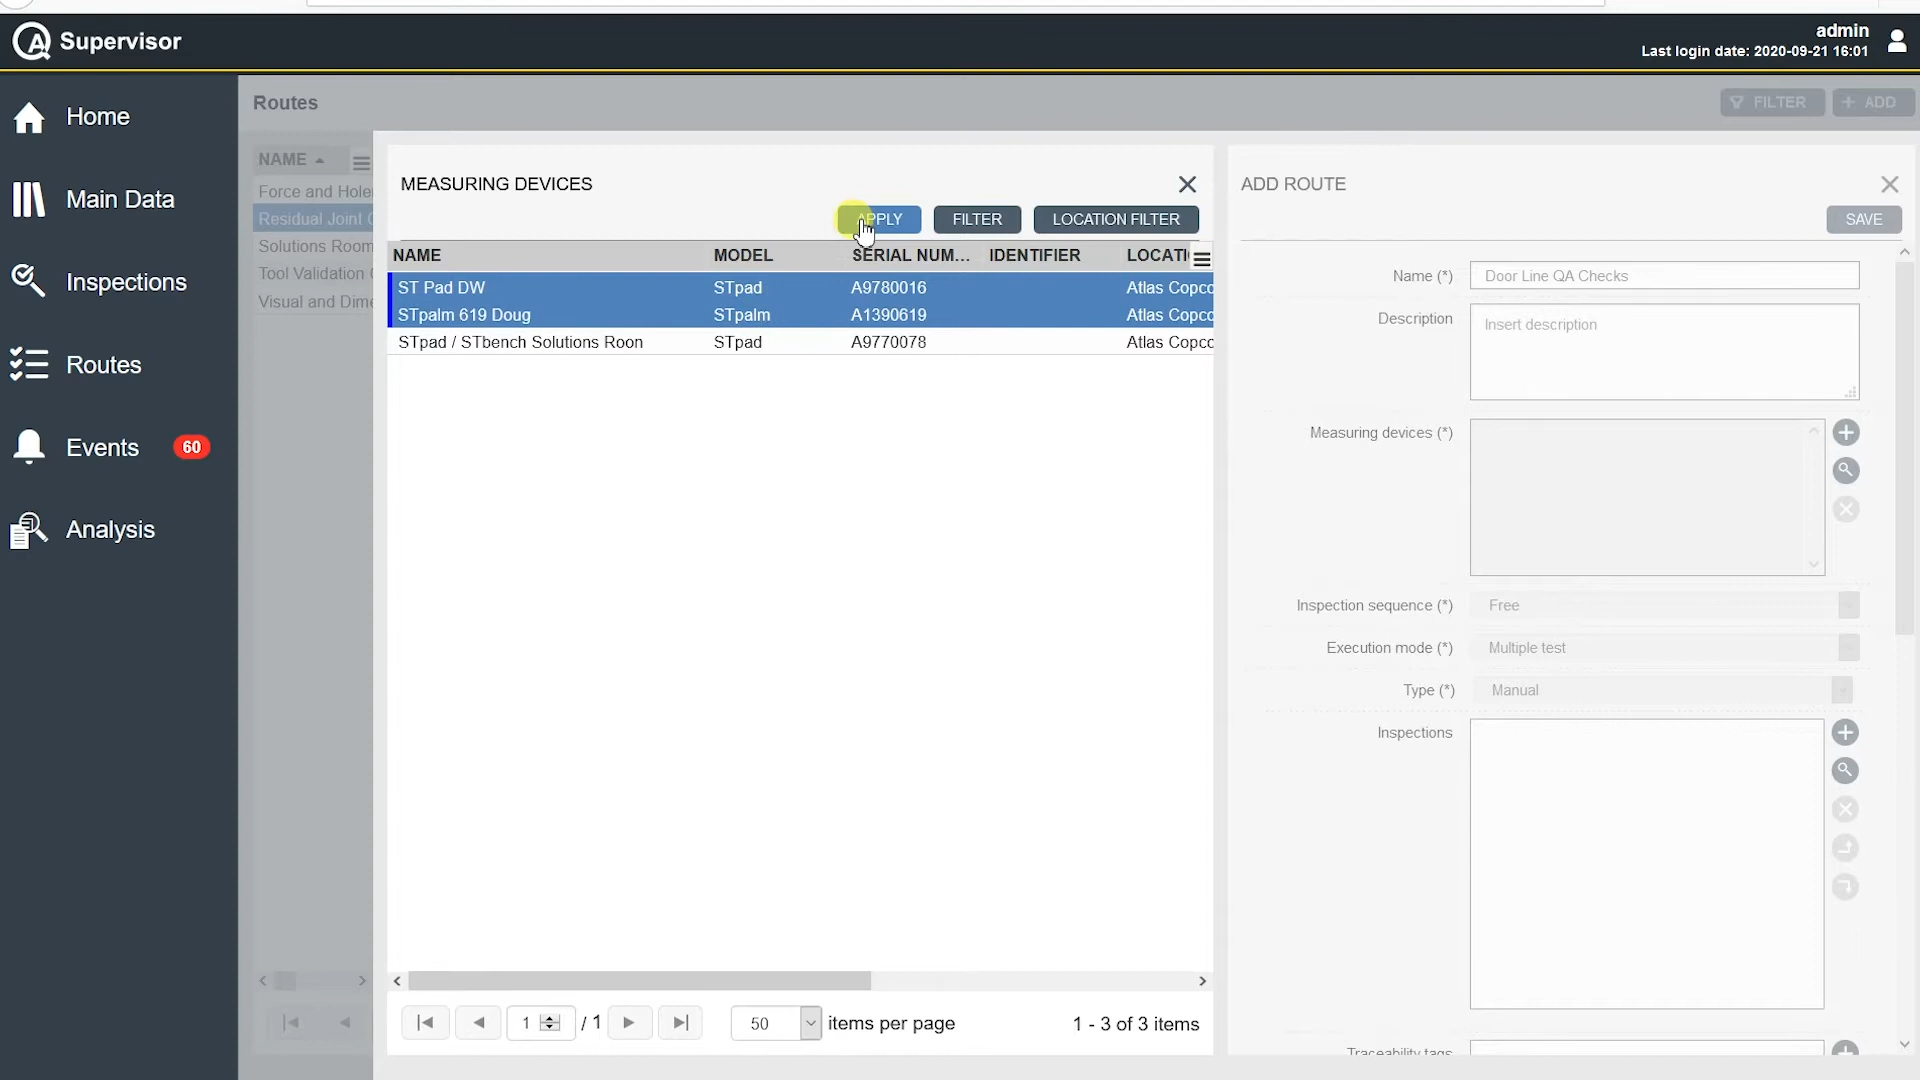 Supervisor
admin
Last login date: 2020-09-21 16:01
Home
Main Data
Inspections
Routes
Events 60
Analysis
Routes
FILTER
ADD
NAME
Force and Hole
Residual Joint
Solutions Room
Tool Validation
Visual and Dime
MEASURING DEVICES
APPLY FILTER LOCATION FILTER
NAME MODEL SERIAL NUM... IDENTIFIER LOCATI
ST Pad DW STpad A9780016 Atlas Copco
STpalm 619 Doug STpalm A1390619 Atlas Copco
STpad / STbench Solutions Roon STpad A9770078 Atlas Copco
1 / 1 50 items per page 1 - 3 of 3 items
ADD ROUTE
SAVE
Name (*) Door Line QA Checks
Description Insert description
Measuring devices (*)
Inspection sequence (*) Free
Execution mode (*) Multiple test
Type (*) Manual
Inspections
Traceability tags